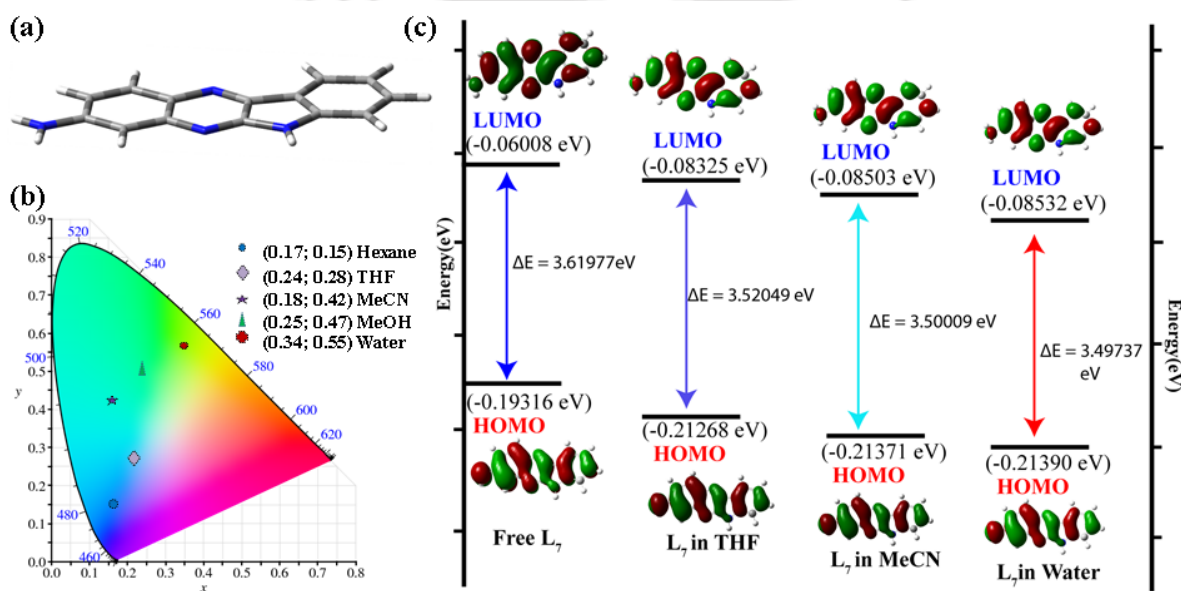 (a)
(b)
0.9
0.8
0.7
0.6
0.5
0.4
0.3
0.2
0.1
0.0
y
0.0 0.1 0.2 0.3 0.4 0.5 0.6 0.7 0.8
x
520
540
560
500
580
600
620
480
460
(0.17; 0.15) Hexane
(0.24; 0.28) THF
(0.18; 0.42) MeCN
(0.25; 0.47) MeOH
(0.34; 0.55) Water
(c)
Energy(eV)
LUMO
(-0.06008 eV)
ΔE = 3.61977eV
(-0.19316 eV)
HOMO
Free L₇
LUMO
(-0.08325 eV)
ΔE = 3.52049 eV
(-0.21268 eV)
HOMO
L₇ in THF
LUMO
(-0.08503 eV)
ΔE = 3.50009 eV
(-0.21371 eV)
HOMO
L₇ in MeCN
LUMO
(-0.08532 eV)
ΔE = 3.49737
eV
(-0.21390 eV)
HOMO
L₇ in Water
Energy(eV)